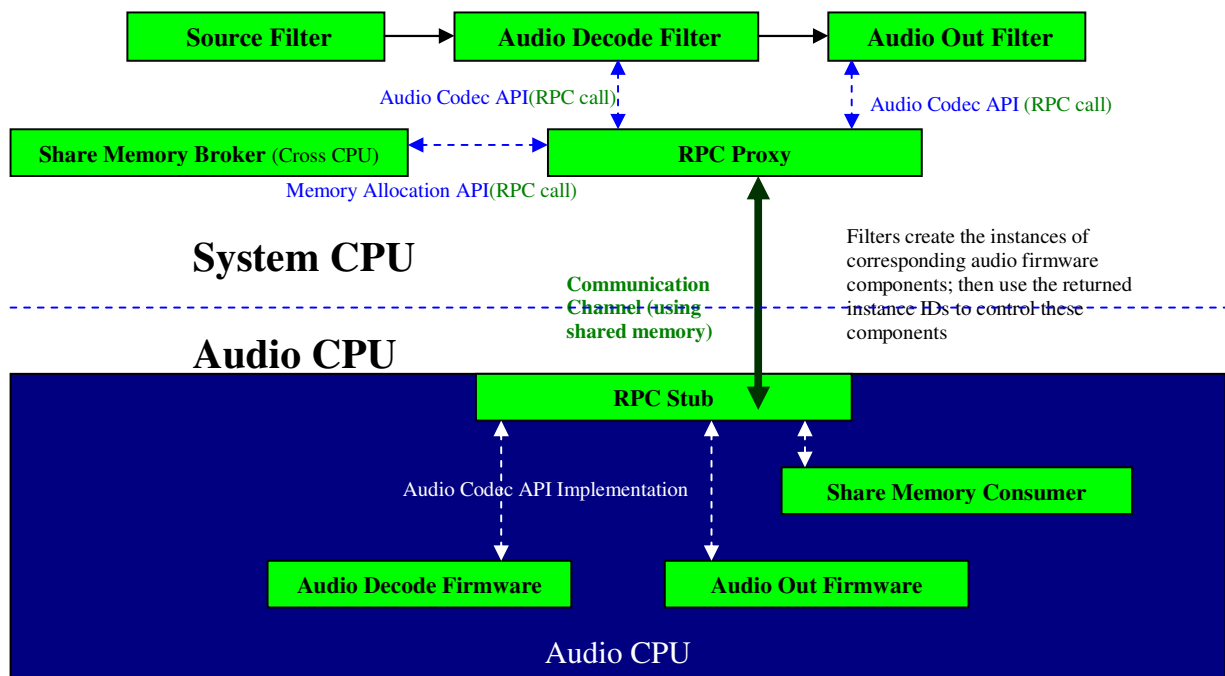 Source Filter
Audio Decode Filter
Audio Out Filter
Audio Codec API(RPC call)
Audio Codec API (RPC call)
Share Memory Broker (Cross CPU)
RPC Proxy
Memory Allocation API(RPC call)
System CPU
Filters create the instances of
corresponding audio firmware
components; then use the returned
instance IDs to control these
components
Communication
Channel (using
shared memory)
Audio CPU
RPC Stub
Audio Codec API Implementation
Share Memory Consumer
Audio Decode Firmware
Audio Out Firmware
Audio CPU